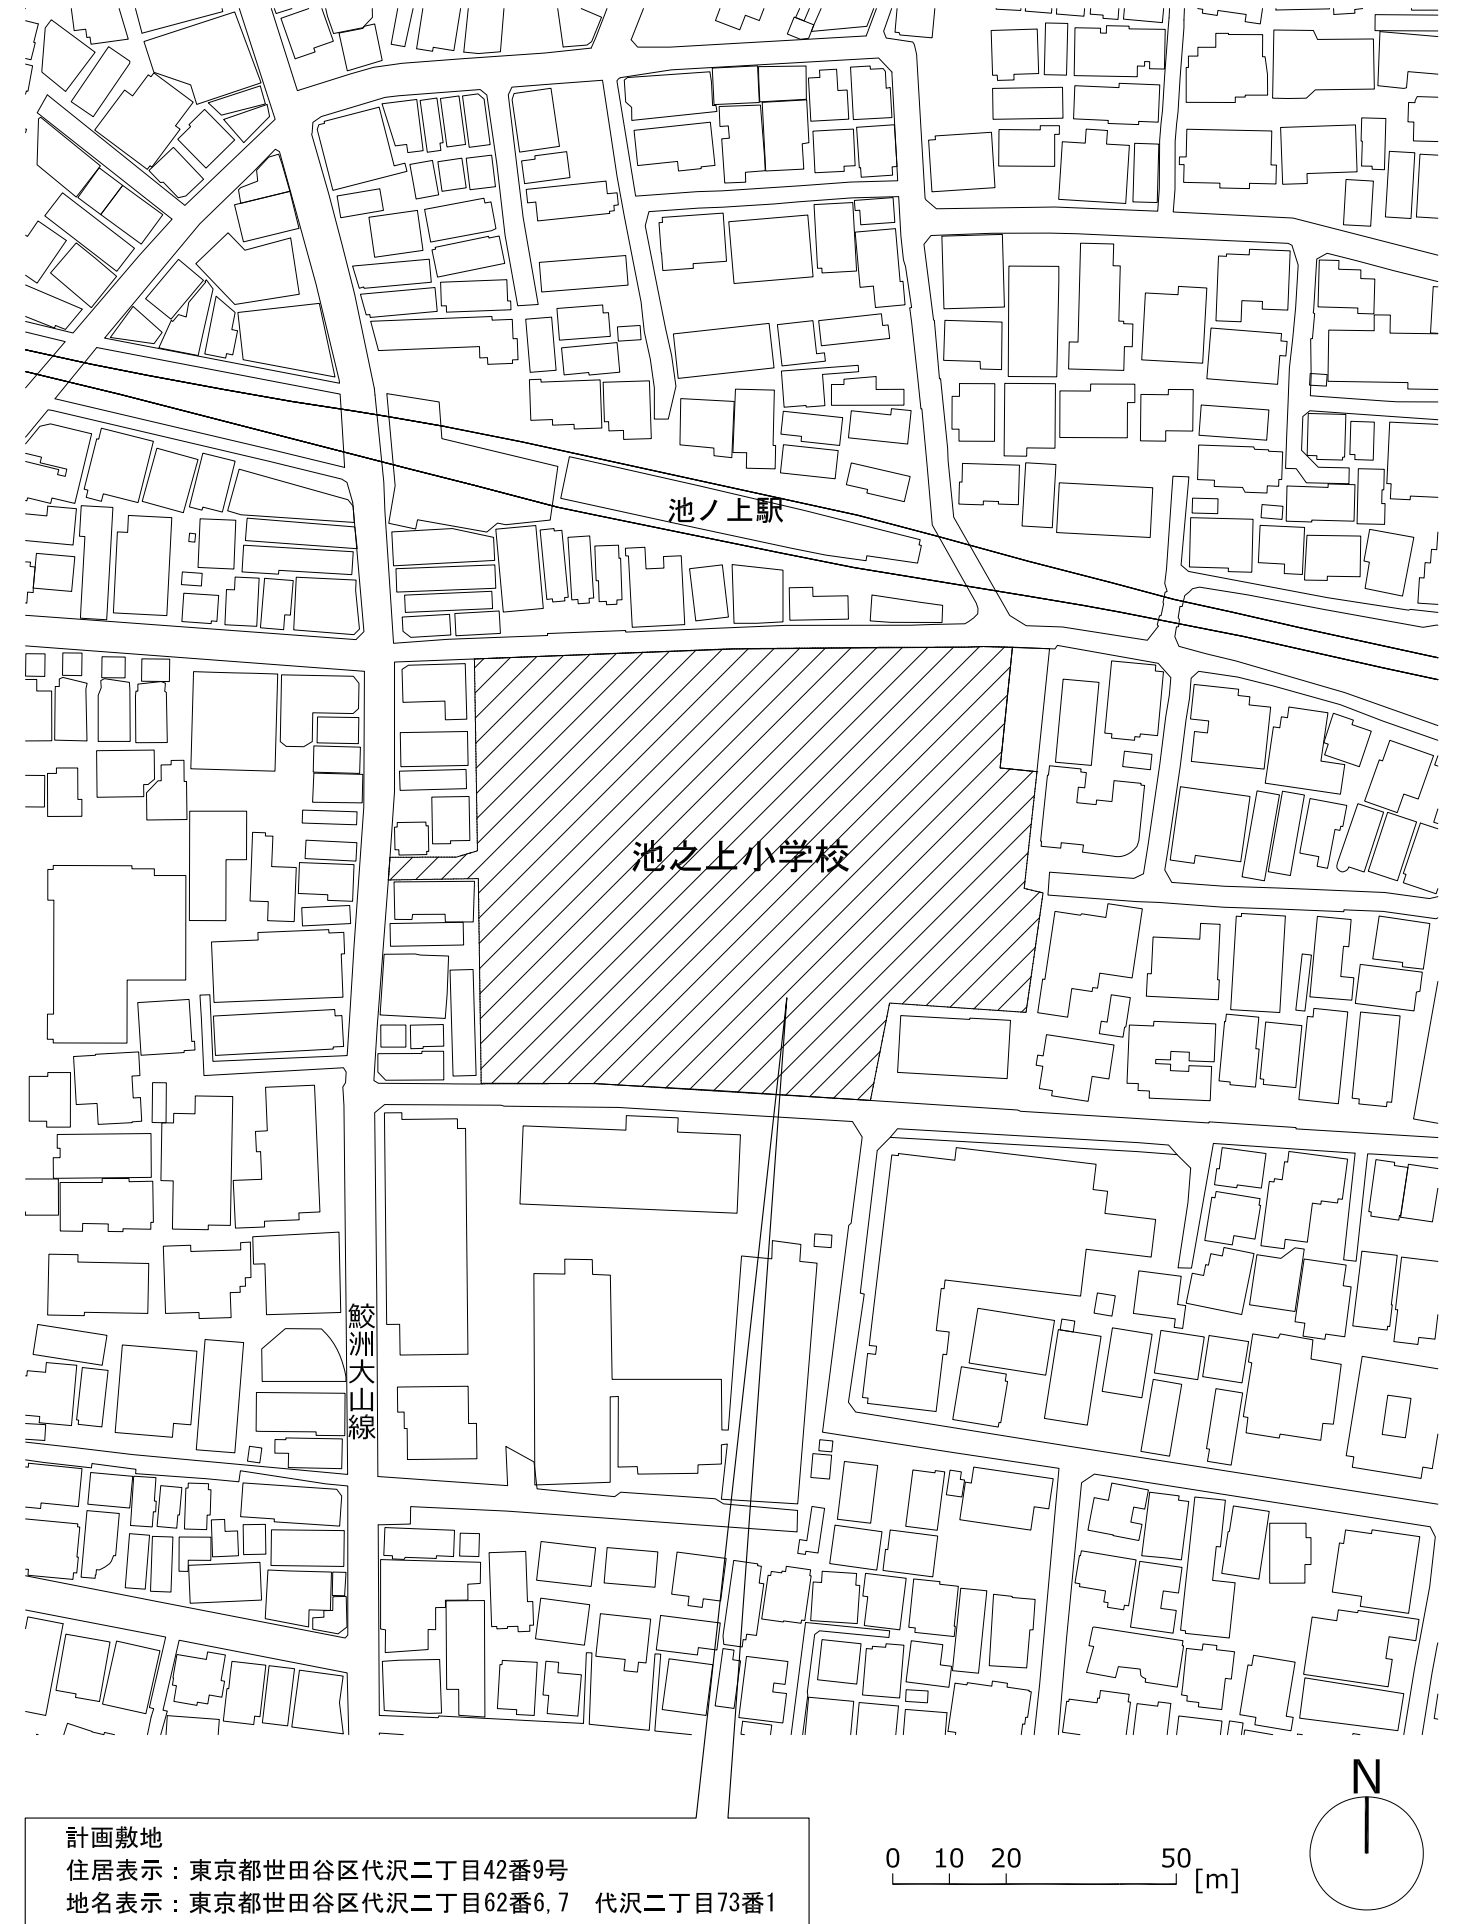 池ノ上駅
池之上小学校
鮫洲大山線
計画敷地
住居表示：東京都世田谷区代沢二丁目42番9号
地名表示：東京都世田谷区代沢二丁目62番6,7　代沢二丁目73番1
0 10 20 50 [m]
N